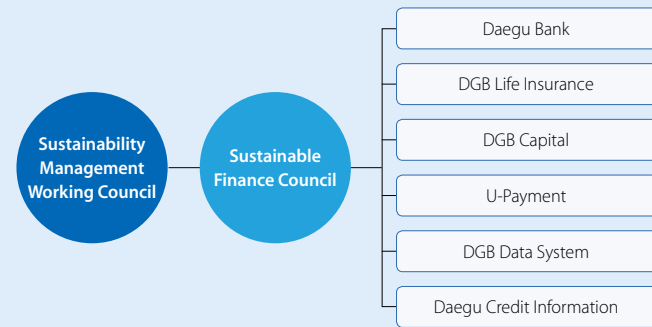 Sustainability
Management
Working Council
Sustainable
Finance Council
Daegu Bank
DGB Life Insurance
DGB Capital
U-Payment
DGB Data System
Daegu Credit Information